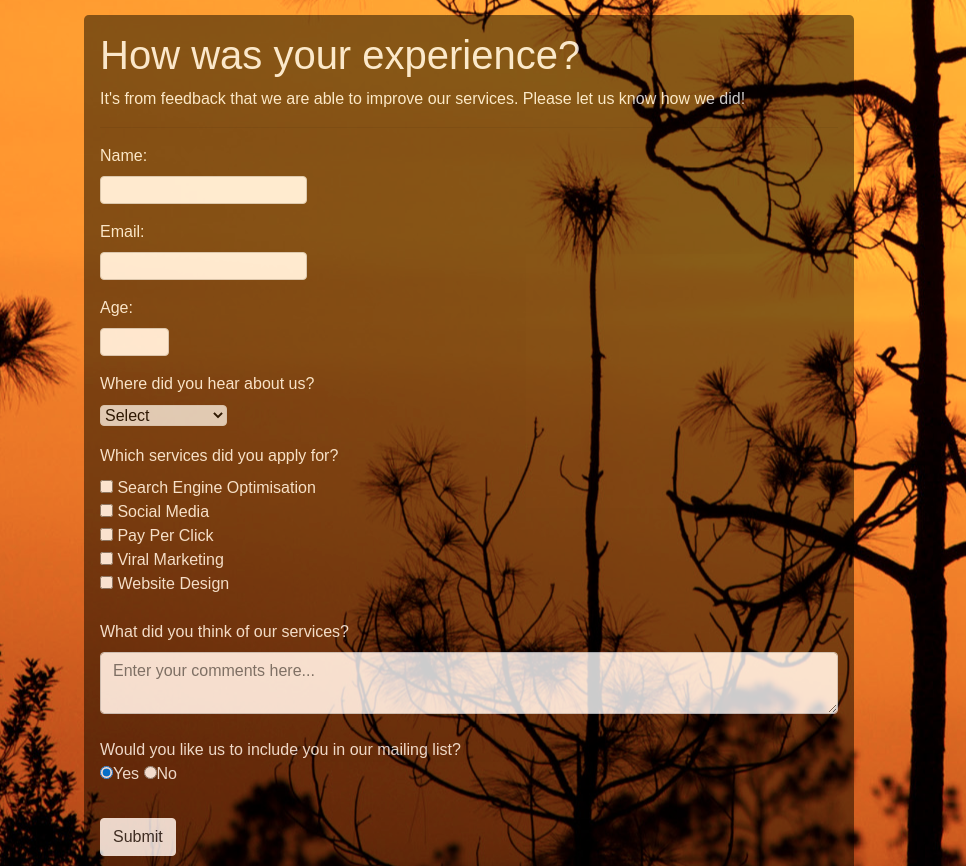 How was your experience?
It's from feedback that we are able to improve our services. Please let us know how we did!
Name:
Email:
Age:
Where did you hear about us?
Select
Which services did you apply for?
Search Engine Optimisation
Social Media
Pay Per Click
Viral Marketing
Website Design
What did you think of our services?
Enter your comments here...
Would you like us to include you in our mailing list?
Yes No
Submit